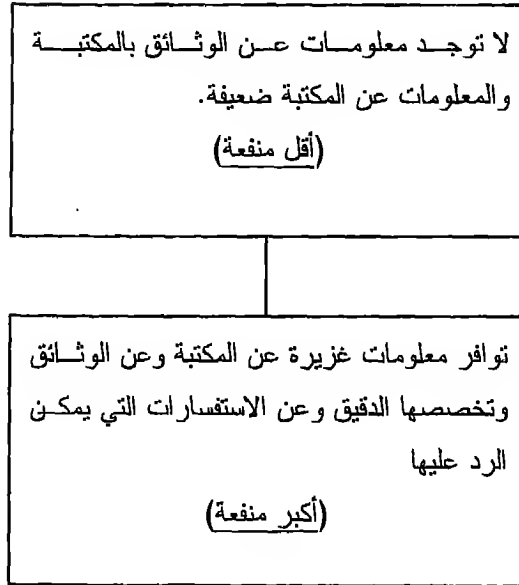 لا توجد معلومات عن الوثائق بالمكتبة
والمعلومات عن المكتبة ضعيفة.
(أقل منفعة)
توافر معلومات غزيرة عن المكتبة وعن الوثائق
وتخصصها الدقيق وعن الاستفسارات التي يمكن
الرد عليها
(أكبر منفعة)